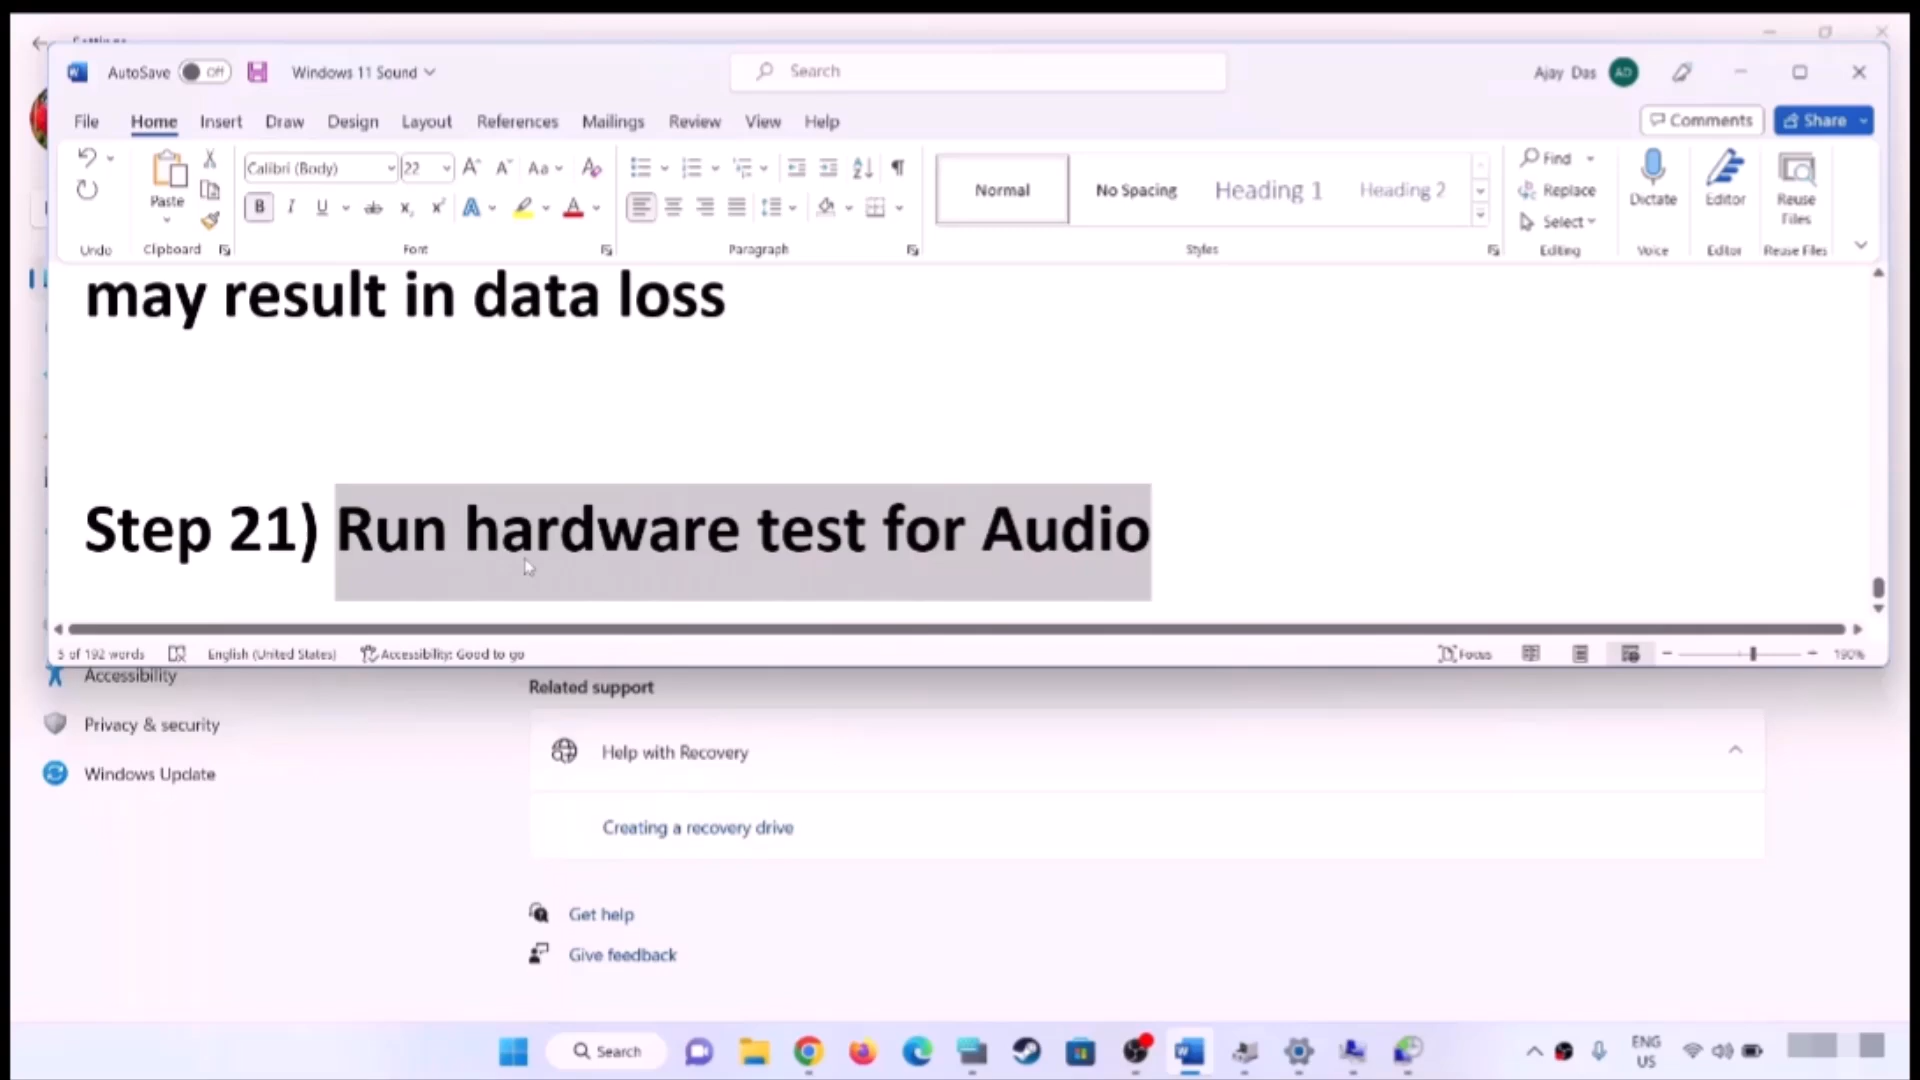 AutoSave Off Windows 11 Sound Search Ajay Das AD
File Home Insert Draw Design Layout References Mailings Review View Help Comments Share
Calibri (Body) 22 Normal No Spacing Heading 1 Heading 2 Find
Replace
Select
Paste Dictate Editor Reuse
Files
Undo Clipboard Font Paragraph Styles Editing Voice Editor Reuse Files
may result in data loss
Step 21) Run hardware test for Audio
5 of 192 words English (United States) Accessibility: Good to go Focus 190%
Accessibility
Privacy & security
Windows Update
Related support
Help with Recovery
Creating a recovery drive
Get help
Give feedback
Search ENG
US